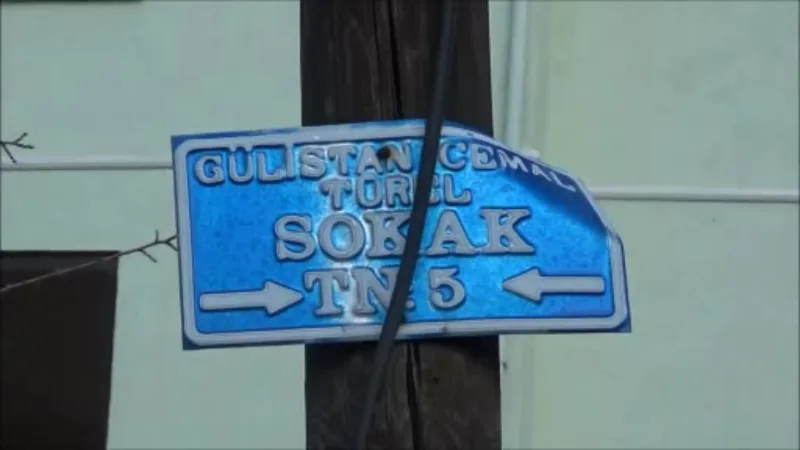 GÜLİSTAN CEMAL
TÜREL
SOKAK
TN: 5